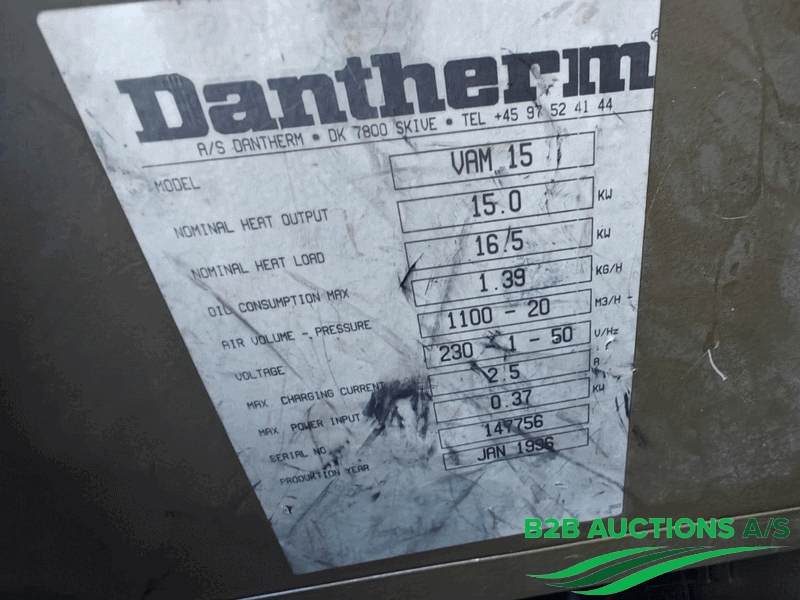 Dantherm®
A/S DANTHERM • DK 7800 SKIVE • TEL +45 97 52 41 44
MODEL VAM 15
NOMINAL HEAT OUTPUT 15.0 KW
NOMINAL HEAT LOAD 16.5 KW
OIL CONSUMPTION MAX 1.39 KG/H
AIR VOLUME - PRESSURE 1100 - 20 M3/H -
VOLTAGE 230 - 1 - 50 V/Hz
MAX. CHARGING CURRENT 2.5 A
MAX. POWER INPUT 0.37 KW
SERIAL NO. 147756
PRODUKTION YEAR JAN 1996
B2B AUCTIONS A/S